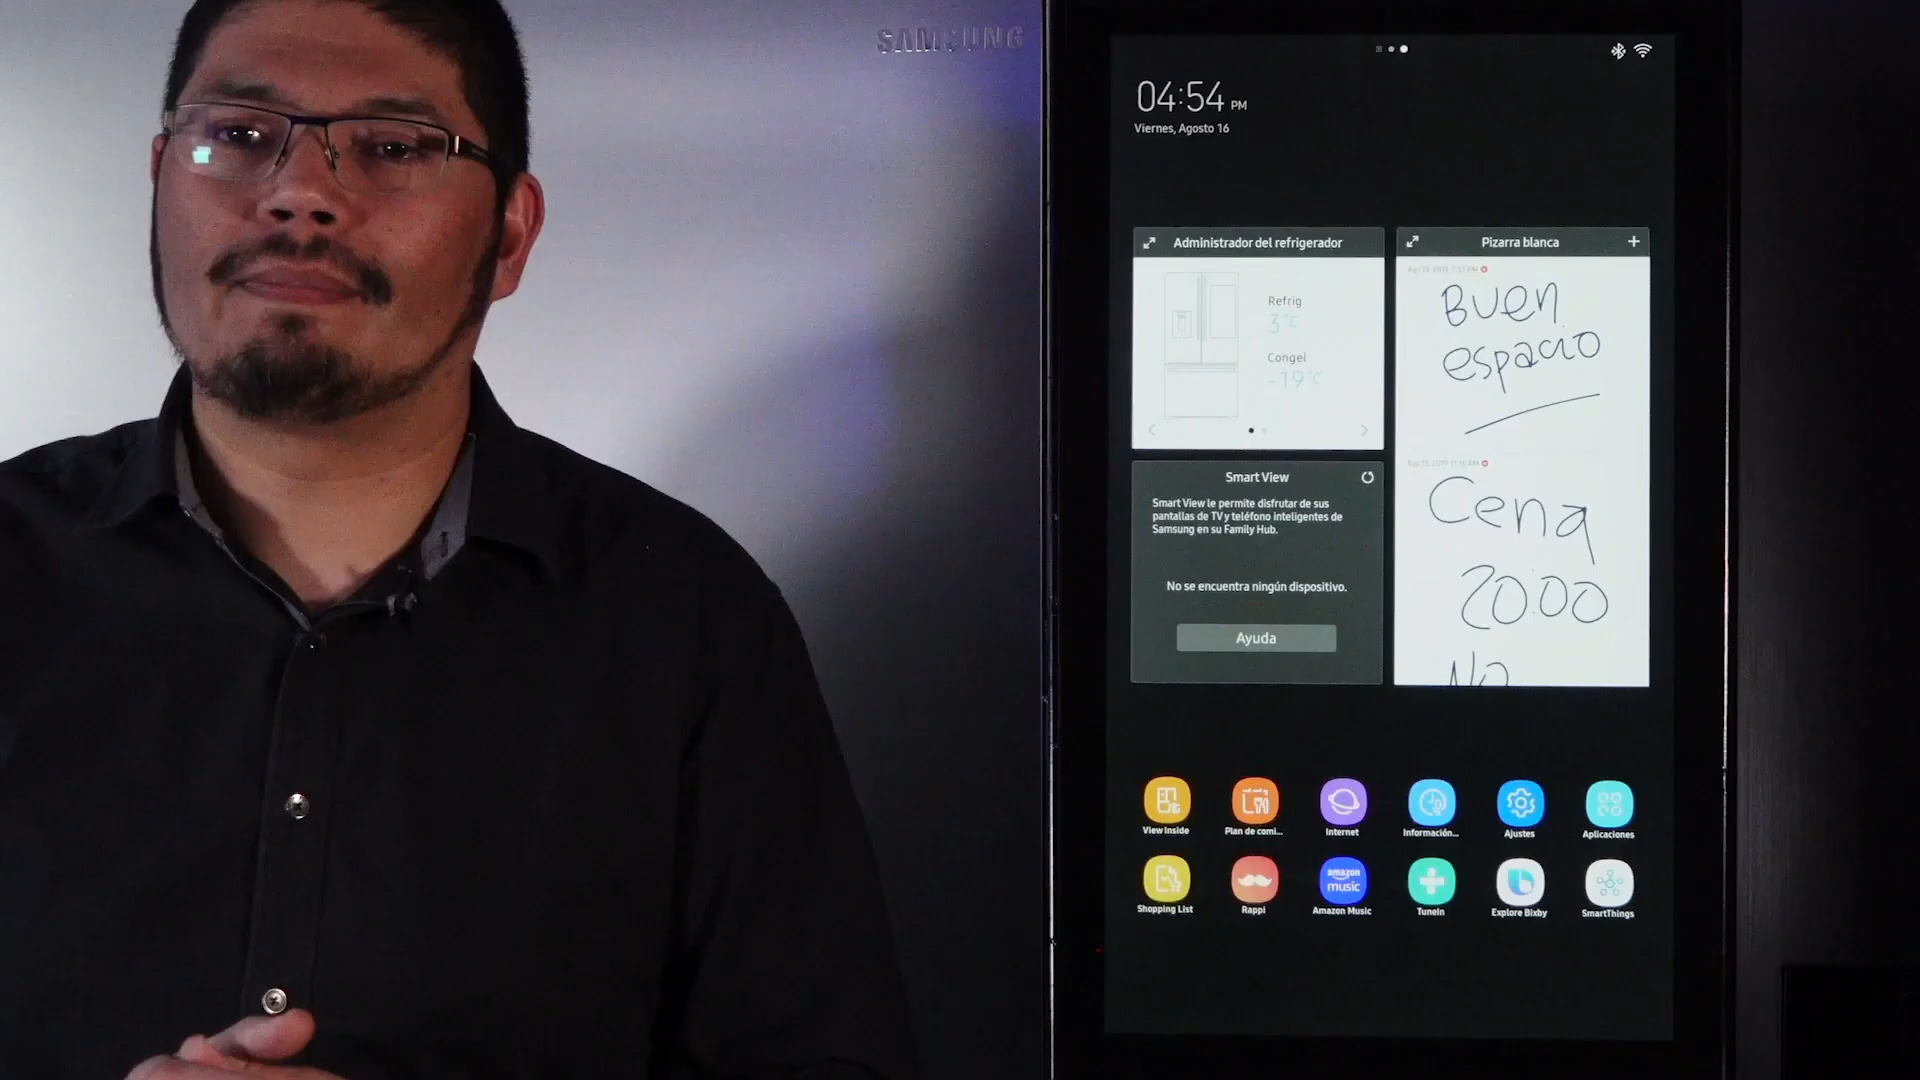 SAMSUNG
04:54 PM
Viernes, Agosto 16
Administrador del refrigerador
Refrig
3°C
Congel
-19°C
Pizarra blanca
Buen
espacio
Cena
20:00
No
Smart View
Smart View le permite disfrutar de sus
pantallas de TV y teléfono inteligentes de
Samsung en su Family Hub.
No se encuentra ningún dispositivo.
Ayuda
View Inside
Plan de comi...
Internet
Información...
Ajustes
Aplicaciones
amazon
music
Shopping List
Rappi
Amazon Music
TuneIn
Explore Bixby
SmartThings